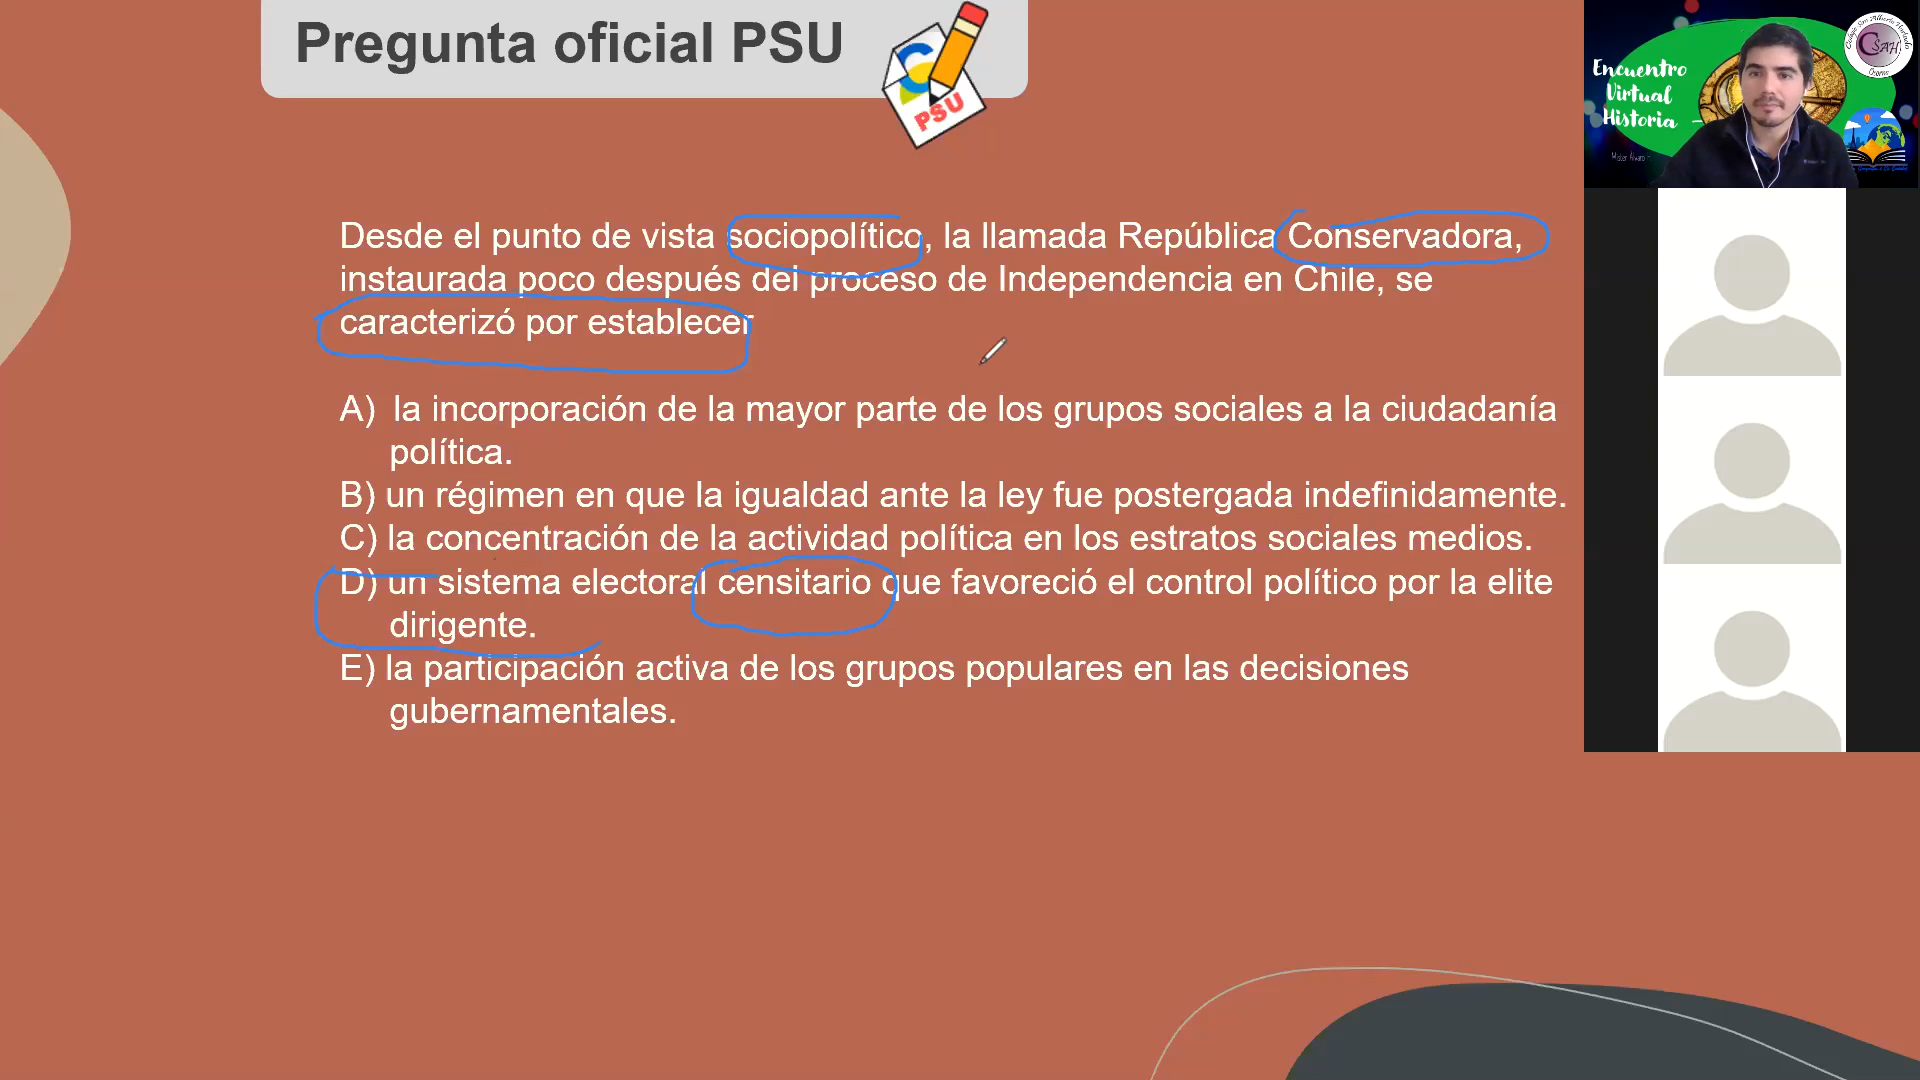 Pregunta oficial PSU
PSU
Desde el punto de vista sociopolítico, la llamada República Conservadora,
instaurada poco después del proceso de Independencia en Chile, se
caracterizó por establecer
A) la incorporación de la mayor parte de los grupos sociales a la ciudadanía
política.
B) un régimen en que la igualdad ante la ley fue postergada indefinidamente.
C) la concentración de la actividad política en los estratos sociales medios.
D) un sistema electoral censitario que favoreció el control político por la elite
dirigente.
E) la participación activa de los grupos populares en las decisiones
gubernamentales.
Encuentro
Virtual
Historia
CSAH